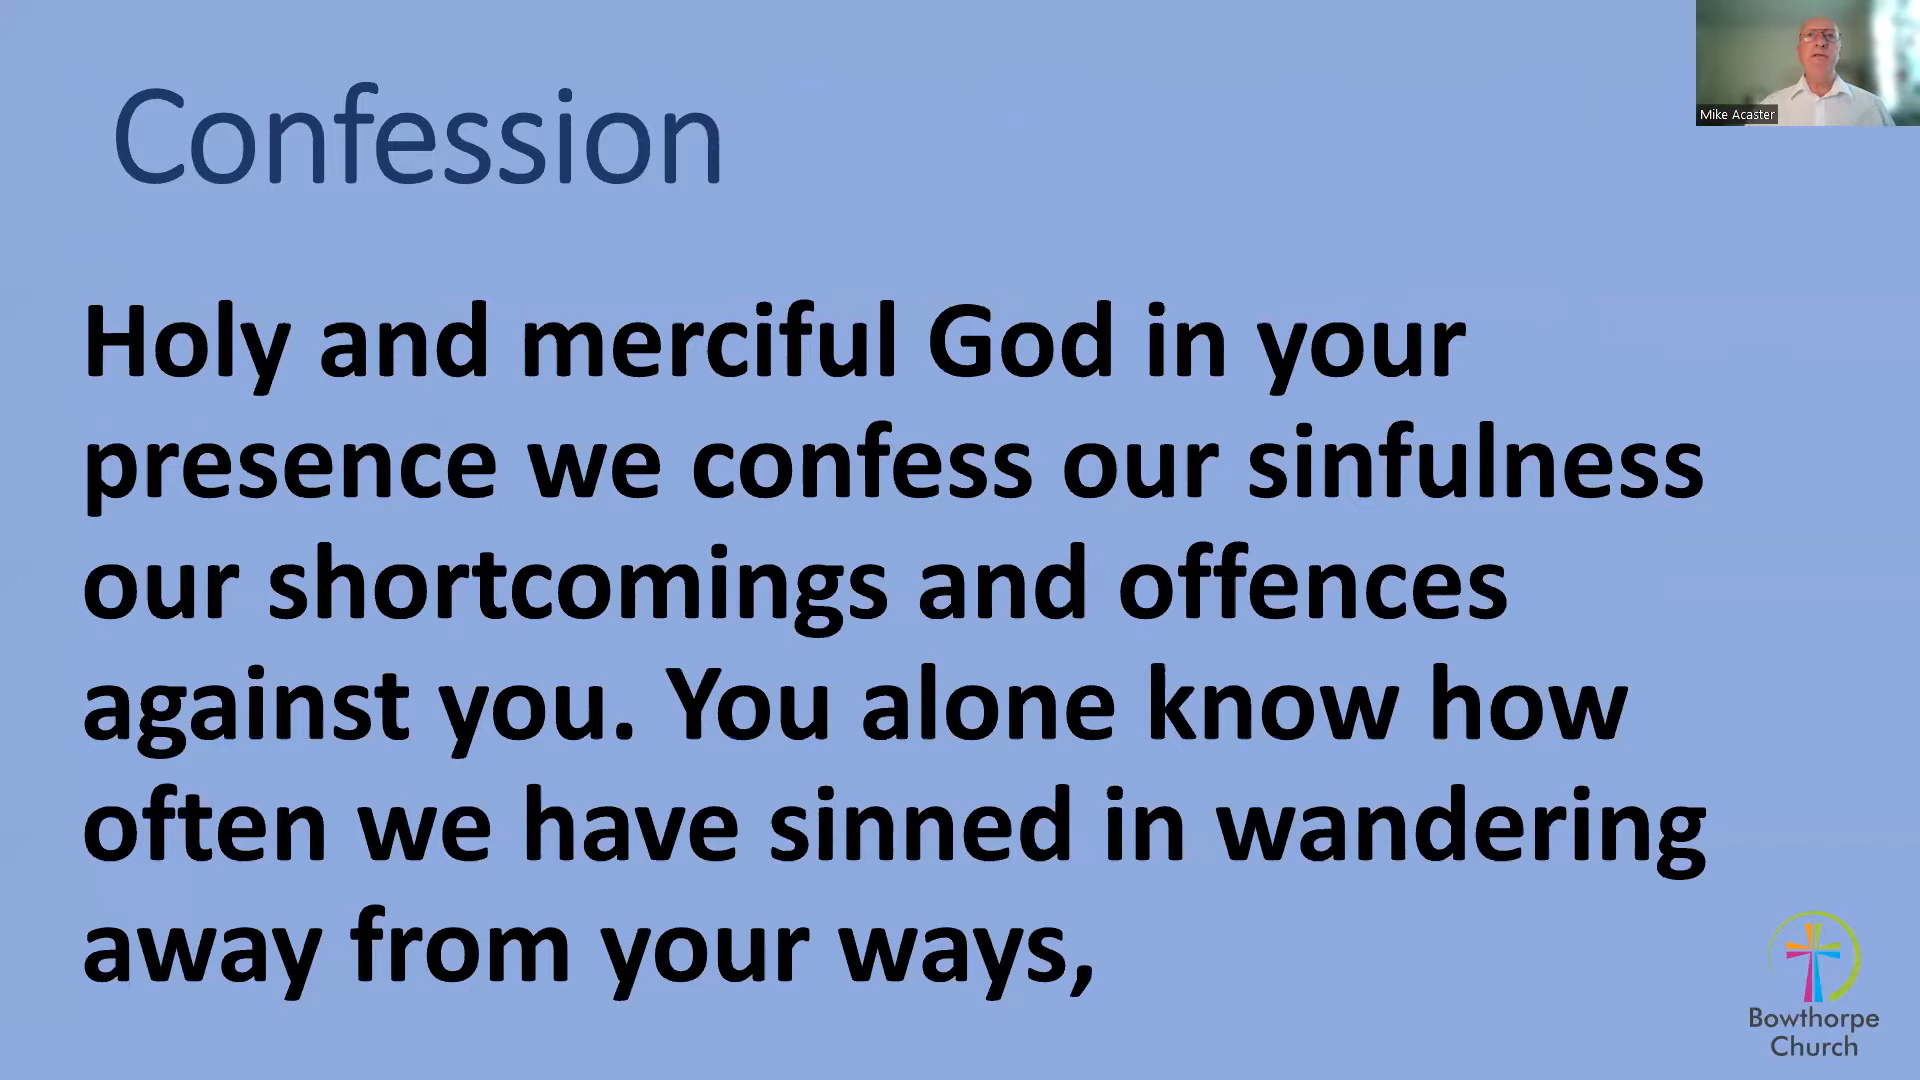 Confession
Mike Acaster
Holy and merciful God in your
presence we confess our sinfulness
our shortcomings and offences
against you. You alone know how
often we have sinned in wandering
away from your ways,
Bowthorpe
Church